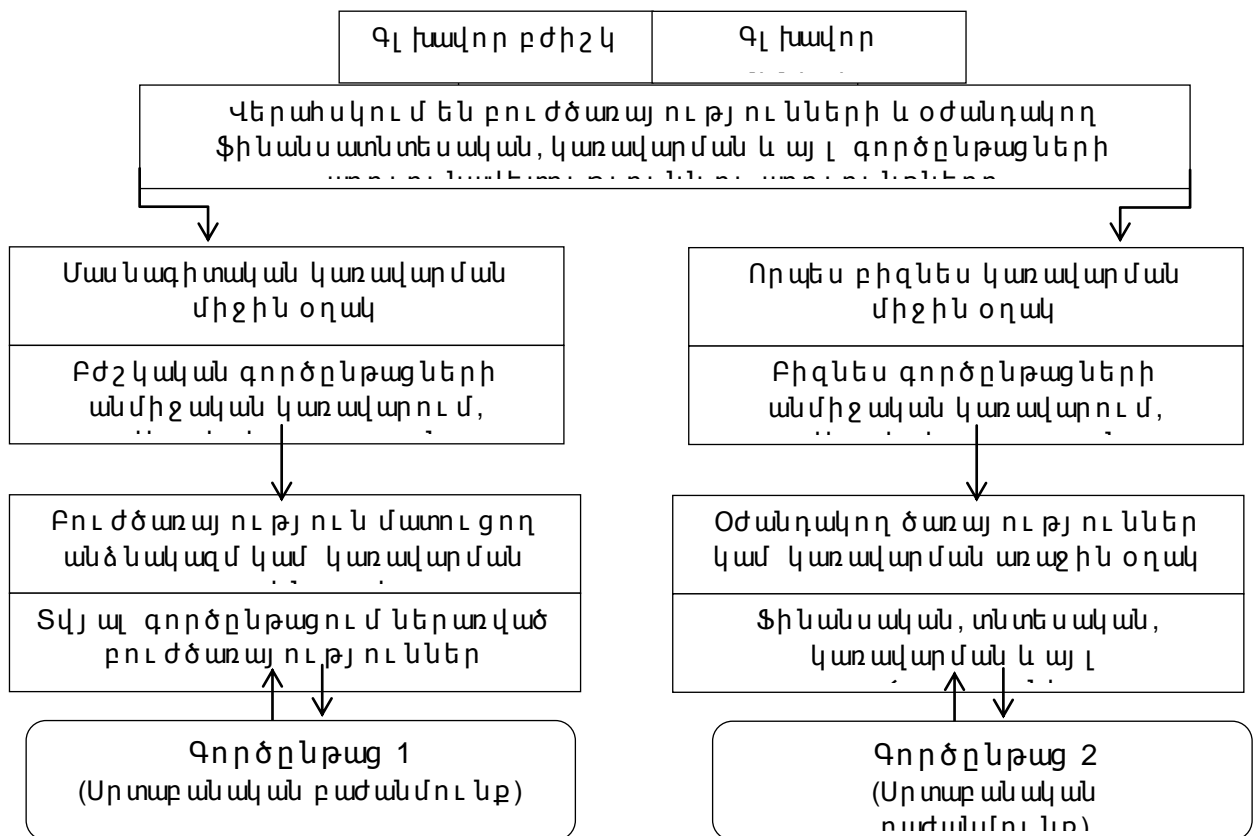 Գլխավոր բժիշկ
Գլխավոր
Վերահսկում են բուժծառայությունների և օժանդակող
ֆինանսատնտեսական, կառավարման և այլ գործընթացների
Մասնագիտական կառավարման
միջին օղակ
Բժշկական գործընթացների
անմիջական կառավարում,
Որպես բիզնես կառավարման
միջին օղակ
Բիզնես գործընթացների
անմիջական կառավարում,
Բուժծառայություն մատուցող
անձնակազմ կամ կառավարման
Տվյալ գործընթացում ներառված
բուժծառայություններ
Օժանդակող ծառայություններ
կամ կառավարման առաջին օղակ
Ֆինանսական, տնտեսական,
կառավարման և այլ
Գործընթաց 1
(Սրտաբանական բաժանմունք)
Գործընթաց 2
(Սրտաբանական
բաժանմունք)